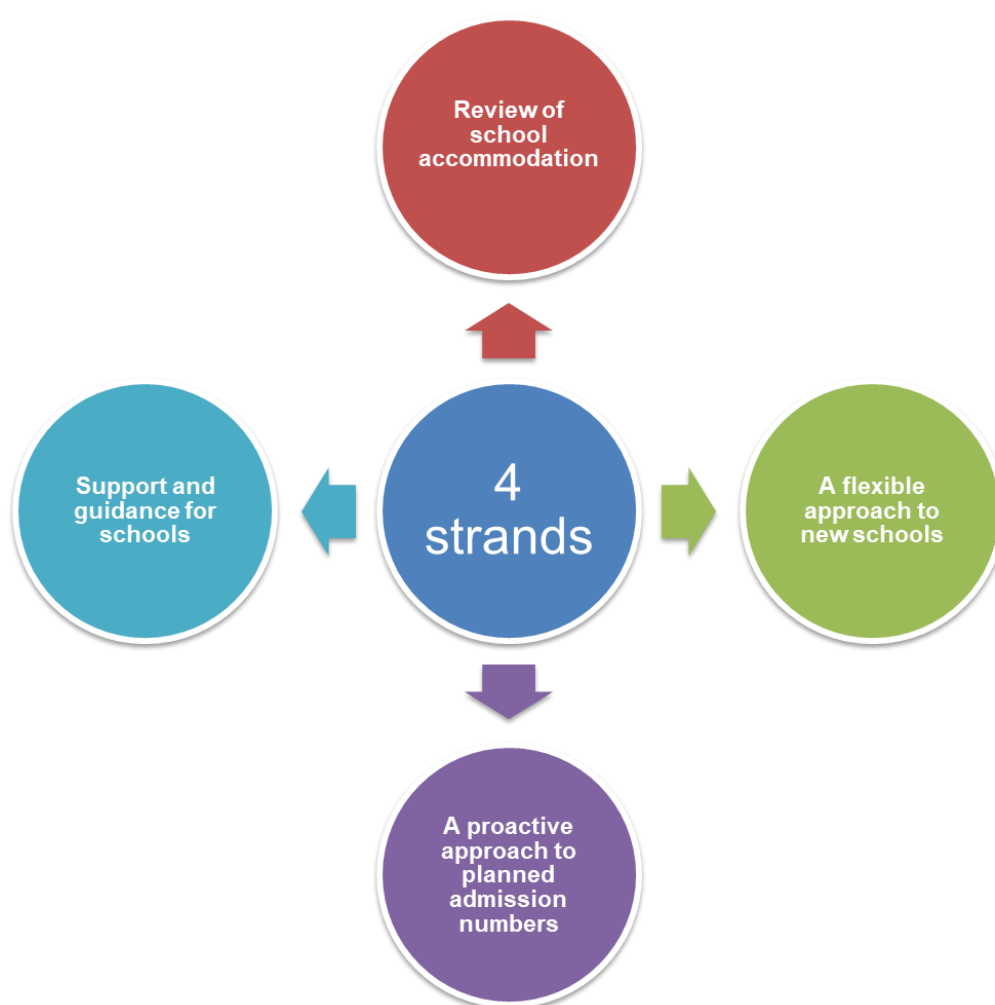 Review of
school
accommodation
Support and
guidance for
schools
4
strands
A flexible
approach to
new schools
A proactive
approach to
planned
admission
numbers